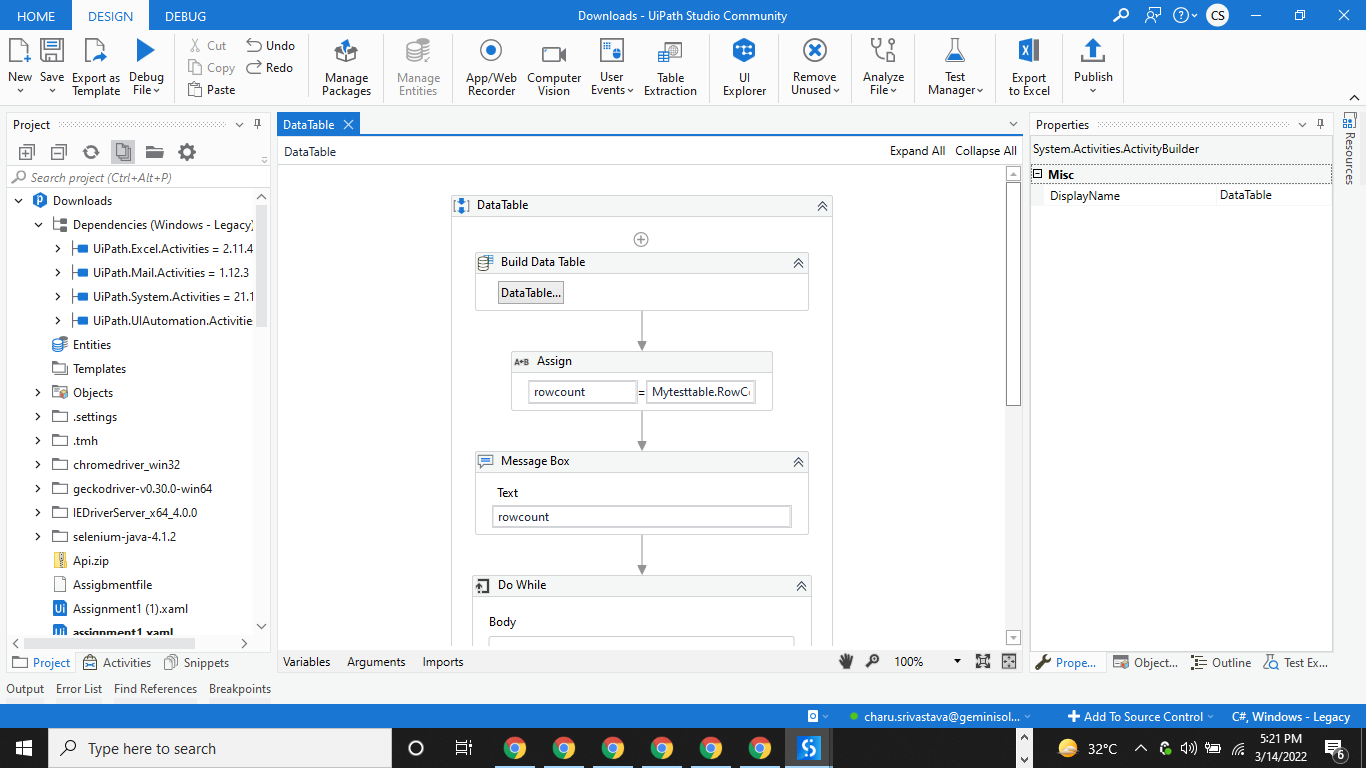 HOME DESIGN DEBUG
Downloads - UiPath Studio Community
CS
New
Save
Export as
Template
Debug
File
Cut
Copy
Paste
Undo
Redo
Manage
Packages
Manage
Entities
App/Web
Recorder
Computer
Vision
User
Events
Table
Extraction
UI
Explorer
Remove
Unused
Analyze
File
Test
Manager
Export
to Excel
Publish
Project
Search project (Ctrl+Alt+P)
Downloads
Dependencies (Windows - Legacy)
UiPath.Excel.Activities = 2.11.4
UiPath.Mail.Activities = 1.12.3
UiPath.System.Activities = 21.1
UiPath.UIAutomation.Activitie
Entities
Templates
Objects
.settings
.tmh
chromedriver_win32
geckodriver-v0.30.0-win64
IEDriverServer_x64_4.0.0
selenium-java-4.1.2
Api.zip
Assigbmentfile
Assignment1 (1).xaml
assignment1.xaml
Project Activities Snippets
DataTable
DataTable
Expand All Collapse All
DataTable
Build Data Table
DataTable...
A+B Assign
rowcount = Mytesttable.RowCo
Message Box
Text
rowcount
Do While
Body
Variables Arguments Imports
100%
Properties
System.Activities.ActivityBuilder
Misc
DisplayName DataTable
Resources
Prope... Object... Outline Test Ex...
Output Error List Find References Breakpoints
charu.srivastava@geminisol... Add To Source Control C#, Windows - Legacy
Type here to search
32°C
5:21 PM
3/14/2022
6